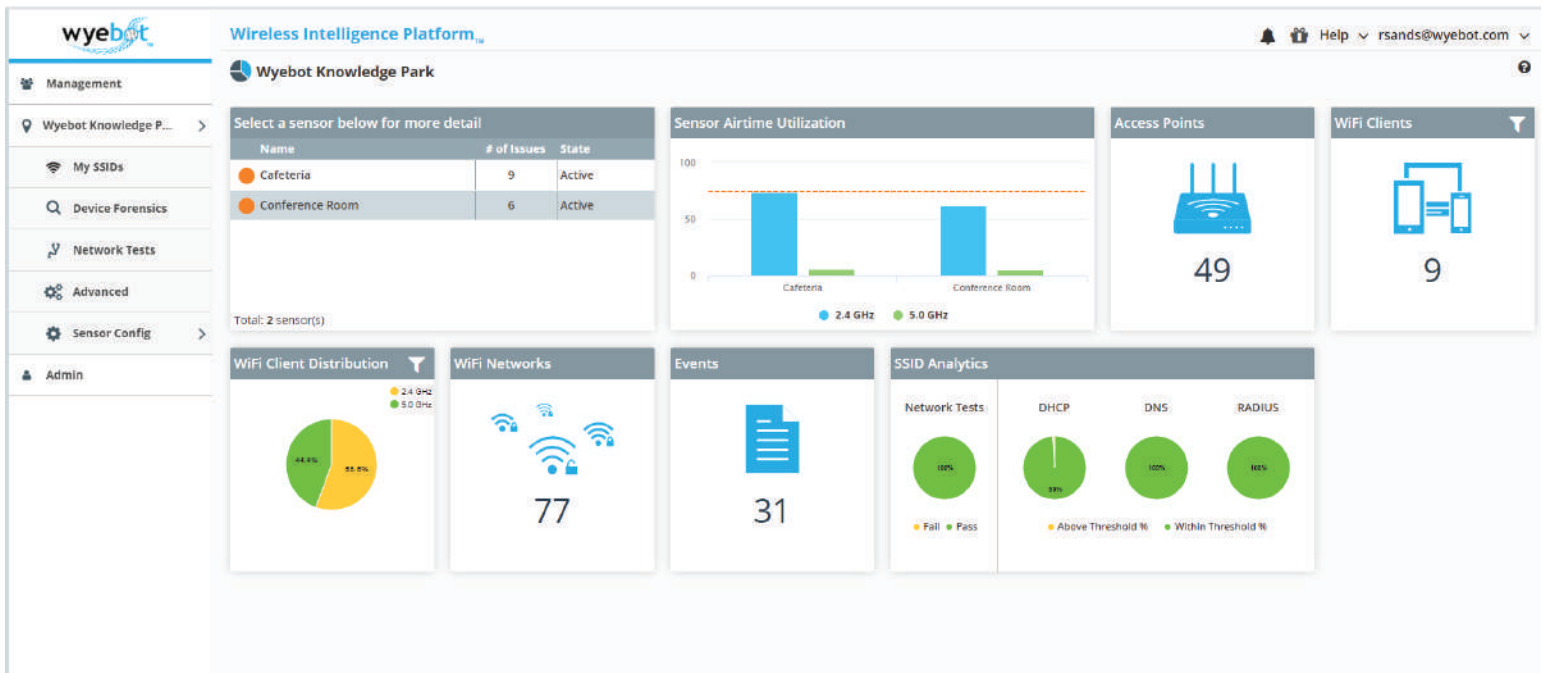 wyebot
Wireless Intelligence Platform™
Help
rsands@wyebot.com
Management
Wyebot Knowledge P...
My SSIDs
Device Forensics
Network Tests
Advanced
Sensor Config
Admin
Wyebot Knowledge Park
Select a sensor below for more detail
Name # of Issues State
Cafeteria 9 Active
Conference Room 6 Active
Total: 2 sensor(s)
Sensor Airtime Utilization
100
50
0
Cafeteria Conference Room
2.4 GHz 5.0 GHz
Access Points
49
WiFi Clients
9
WiFi Client Distribution
2.4 GHz
5.0 GHz
44.4% 55.6%
WiFi Networks
77
Events
31
SSID Analytics
Network Tests DHCP DNS RADIUS
100% 99% 100% 100%
Fail Pass
Above Threshold % Within Threshold %